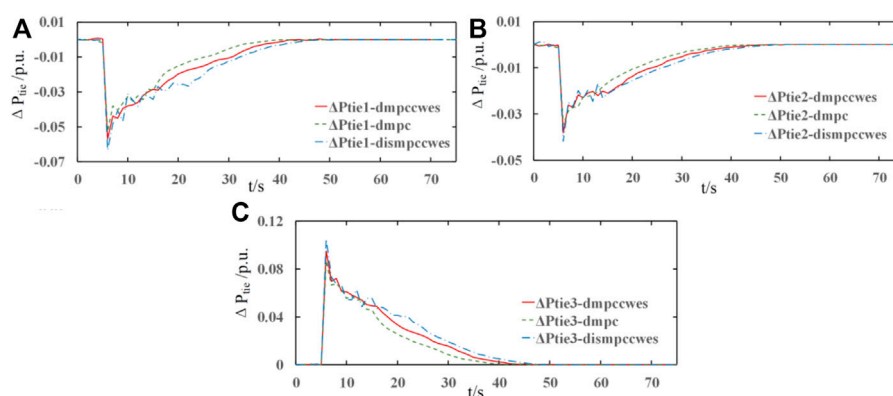 A
0.01
-0.01
-0.03
-0.05
-0.07
Δ Ptie /p.u.
ΔPtie1-dmpccwes
ΔPtie1-dmpc
ΔPtie1-dismpccwes
0 10 20 30 40 50 60 70
t/s
B
0.01
-0.01
-0.03
-0.05
Δ Ptie /p.u.
ΔPtie2-dmpccwes
ΔPtie2-dmpc
ΔPtie2-dismpccwes
0 10 20 30 40 50 60 70
t/s
C
0.12
0.08
0.04
0
Δ Ptie /p.u.
ΔPtie3-dmpccwes
ΔPtie3-dmpc
ΔPtie3-dismpccwes
0 10 20 30 40 50 60 70
t/s